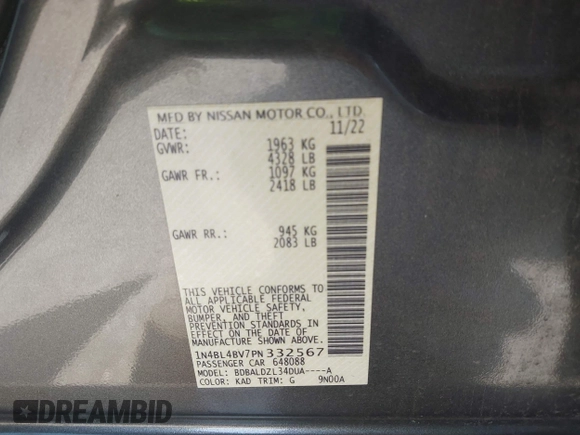 MFD BY NISSAN MOTOR CO., LTD.
DATE: 11/22
GVWR: 1963 KG
4328 LB
GAWR FR.: 1097 KG
2418 LB
GAWR RR.: 945 KG
2083 LB
THIS VEHICLE CONFORMS TO
ALL APPLICABLE FEDERAL
MOTOR VEHICLE SAFETY,
BUMPER, AND THEFT
PREVENTION STANDARDS IN
EFFECT ON THE DATE OF
MANUFACTURE SHOWN ABOVE.
1N4BL4BV7PN332567
PASSENGER CAR 648088
MODEL: BDBALDZL34DUA----A
COLOR: KAD TRIM: G 9N00A
DREAMBID